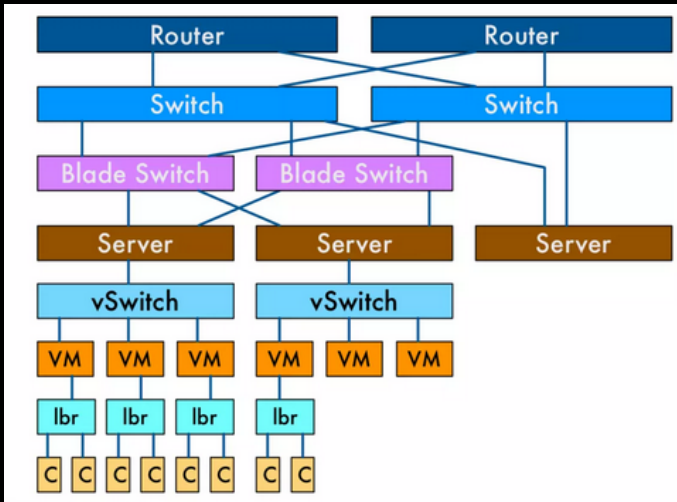 Router Router
Switch Switch
Blade Switch Blade Switch
Server Server Server
vSwitch vSwitch
VM VM VM VM VM VM
lbr lbr lbr lbr
C C C C C C C C